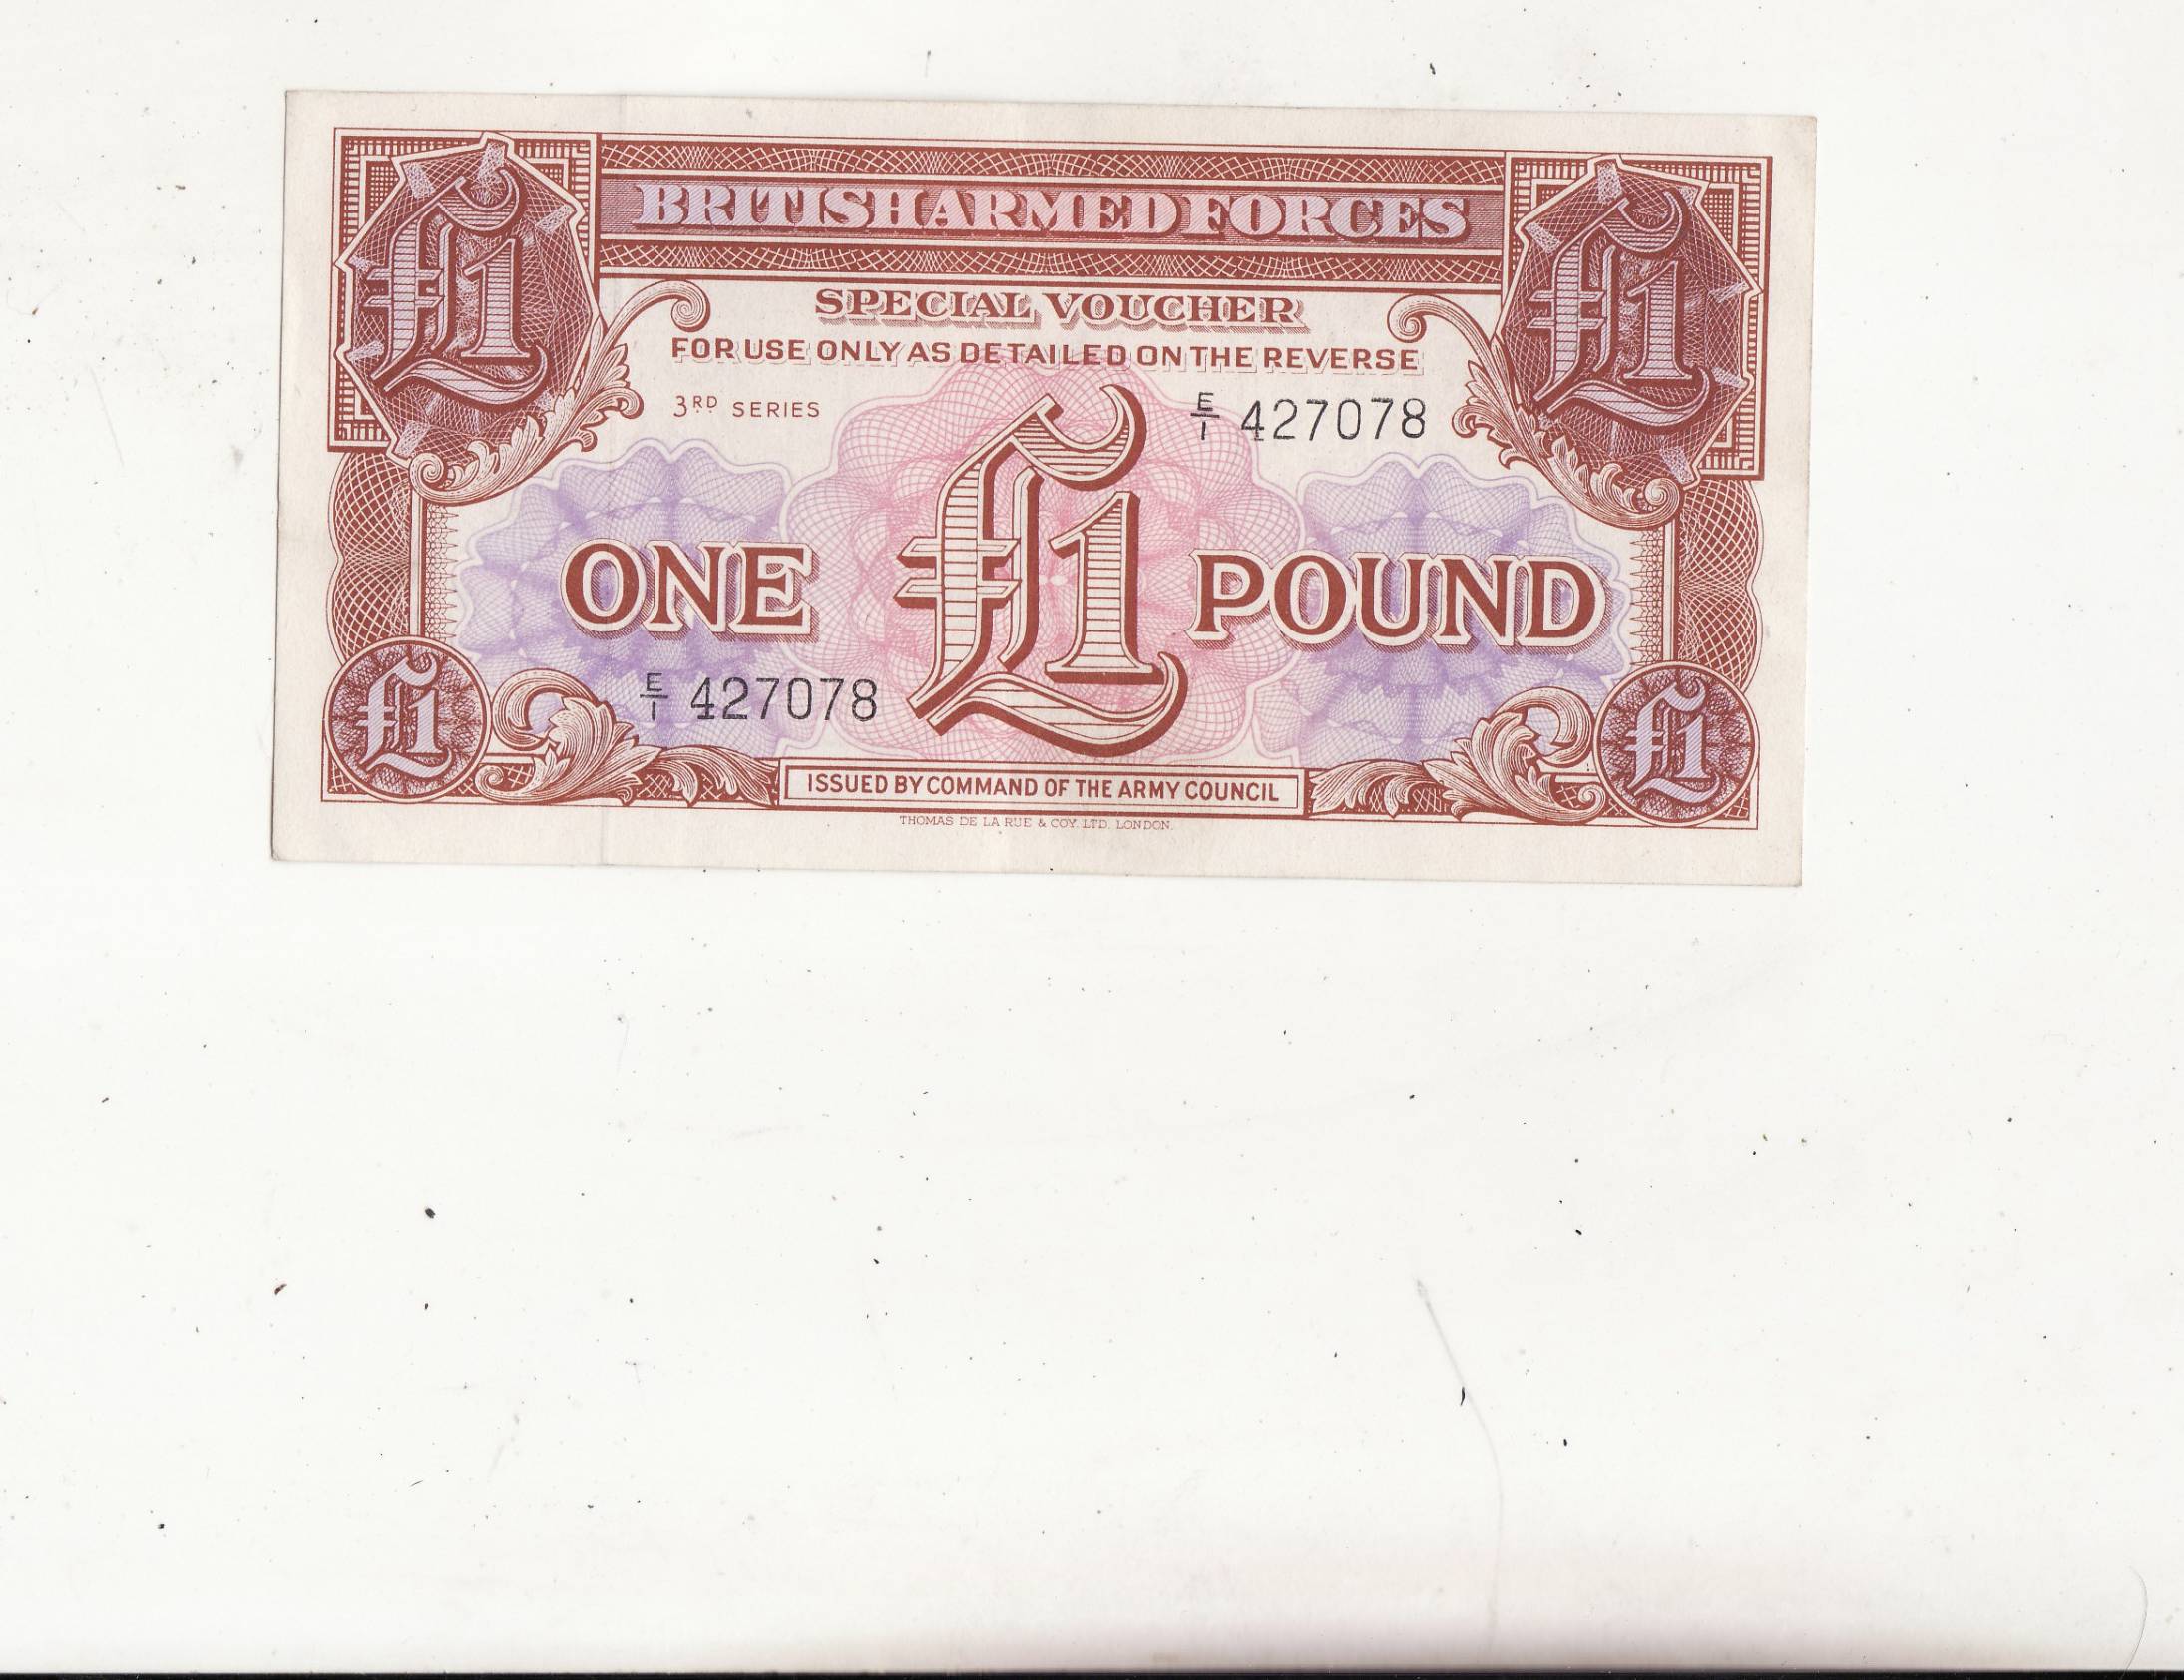 £1
BRITISH ARMED FORCES
£1
SPECIAL VOUCHER
FOR USE ONLY AS DETAILED ON THE REVERSE
3RD SERIES
E/1 427078
ONE £1 POUND
E/1 427078
£1
ISSUED BY COMMAND OF THE ARMY COUNCIL
£1
THOMAS DE LA RUE & COY. LTD. LONDON.